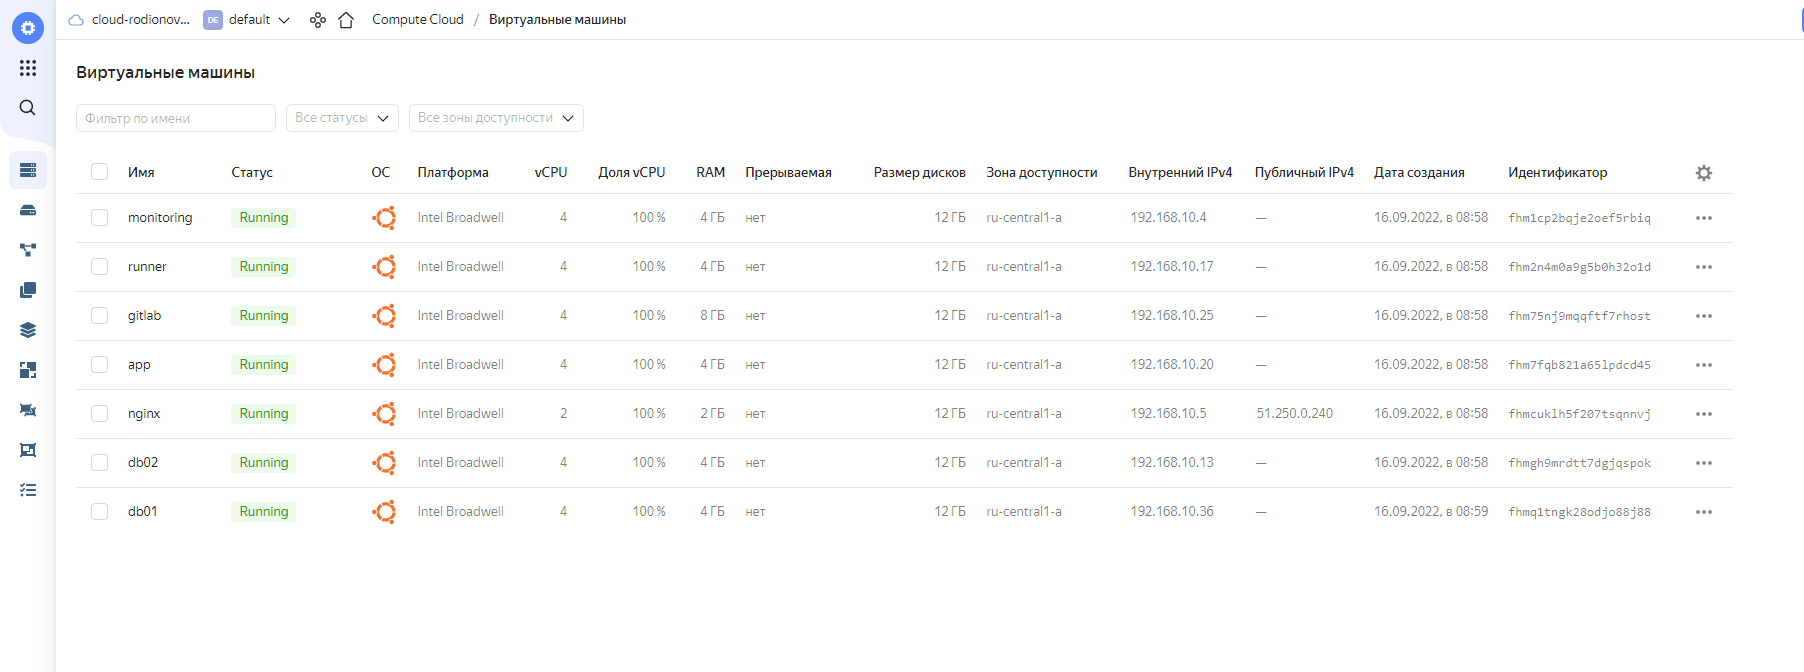 cloud-rodionov... DE default Compute Cloud / Виртуальные машины
Виртуальные машины
Фильтр по имени Все статусы Все зоны доступности
Имя Статус ОС Платформа vCPU Доля vCPU RAM Прерываемая Размер дисков Зона доступности Внутренний IPv4 Публичный IPv4 Дата создания Идентификатор
monitoring Running Intel Broadwell 4 100 % 4 ГБ нет 12 ГБ ru-central1-a 192.168.10.4 — 16.09.2022, в 08:58 fhm1cp2bqje2oef5rbiq
runner Running Intel Broadwell 4 100 % 4 ГБ нет 12 ГБ ru-central1-a 192.168.10.17 — 16.09.2022, в 08:58 fhm2n4m0a9g5b0h32o1d
gitlab Running Intel Broadwell 4 100 % 8 ГБ нет 12 ГБ ru-central1-a 192.168.10.25 — 16.09.2022, в 08:58 fhm75nj9mqqftf7rhost
app Running Intel Broadwell 4 100 % 4 ГБ нет 12 ГБ ru-central1-a 192.168.10.20 — 16.09.2022, в 08:58 fhm7fqb821a65lpdcd45
nginx Running Intel Broadwell 2 100 % 2 ГБ нет 12 ГБ ru-central1-a 192.168.10.5 51.250.0.240 16.09.2022, в 08:58 fhmcuklh5f207tsqnnvj
db02 Running Intel Broadwell 4 100 % 4 ГБ нет 12 ГБ ru-central1-a 192.168.10.13 — 16.09.2022, в 08:58 fhmgh9mrdtt7dgjqspok
db01 Running Intel Broadwell 4 100 % 4 ГБ нет 12 ГБ ru-central1-a 192.168.10.36 — 16.09.2022, в 08:59 fhmq1tngk28odjo88j88